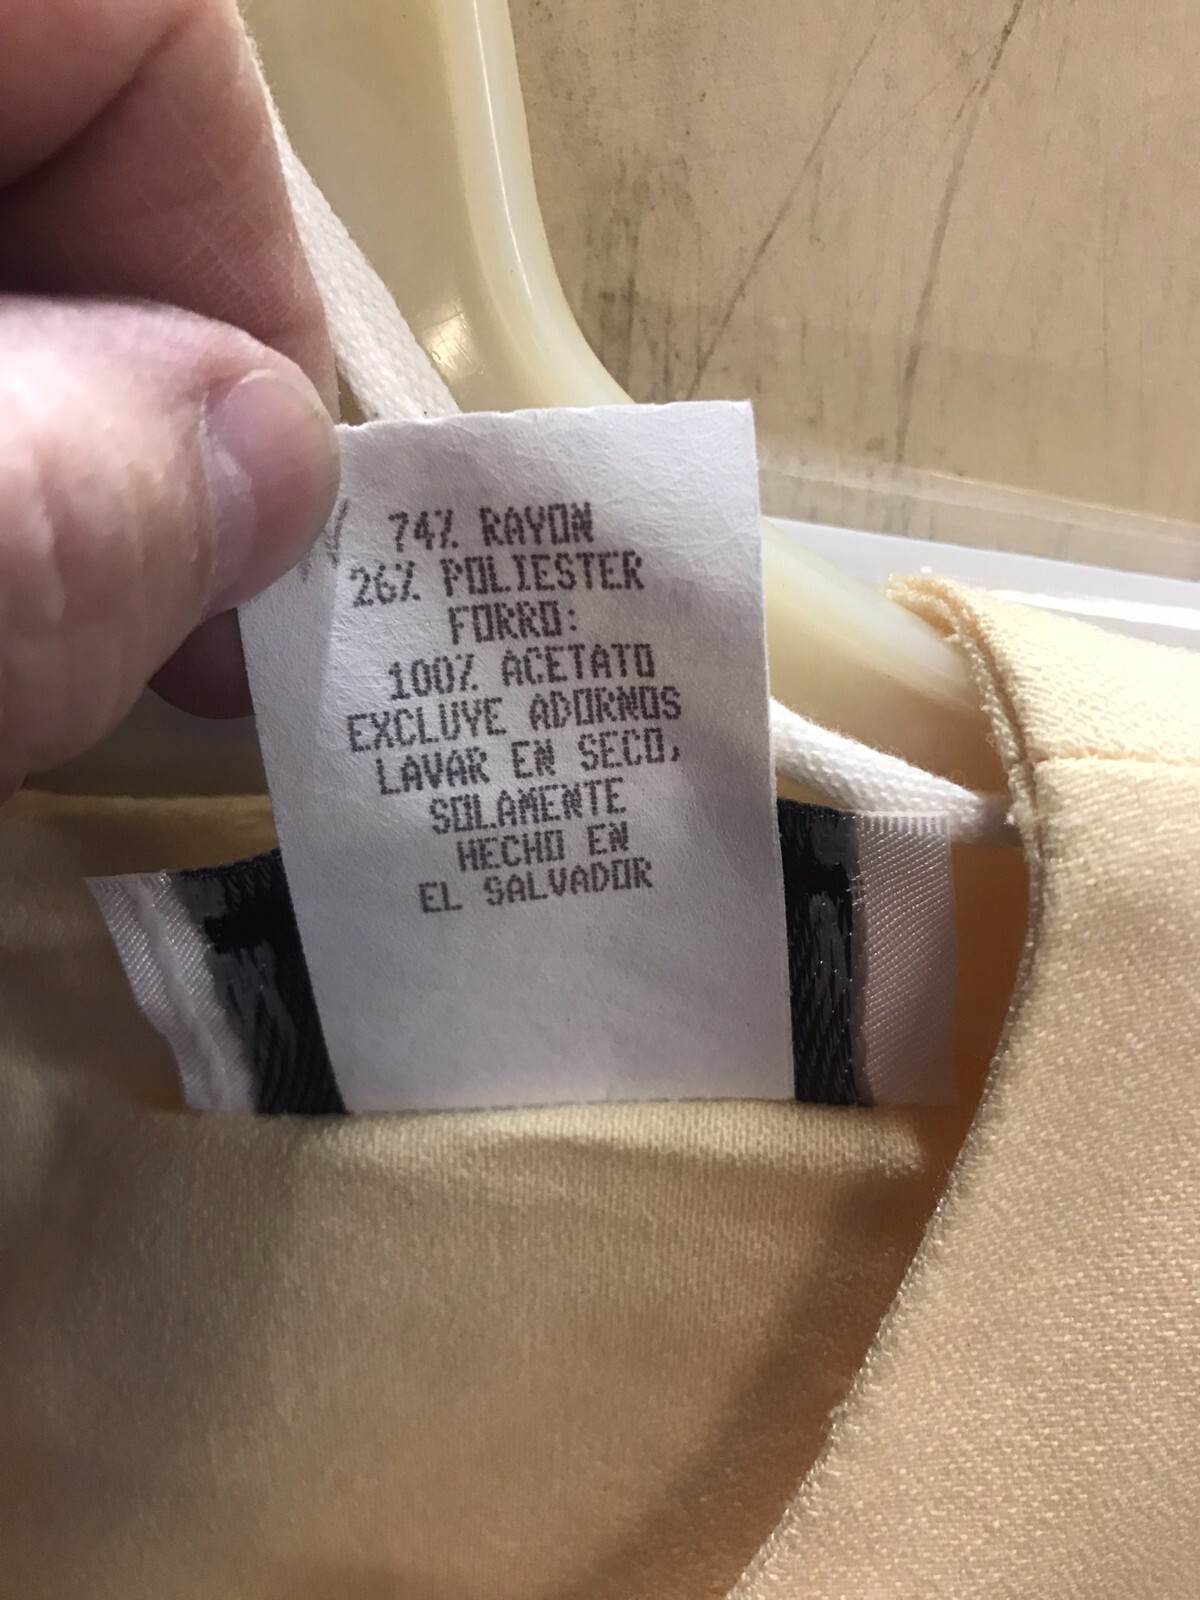 74% RAYON
26% POLIESTER
FORRO:
100% ACETATO
EXCLUYE ADORNOS
LAVAR EN SECO,
SOLAMENTE
HECHO EN
EL SALVADOR